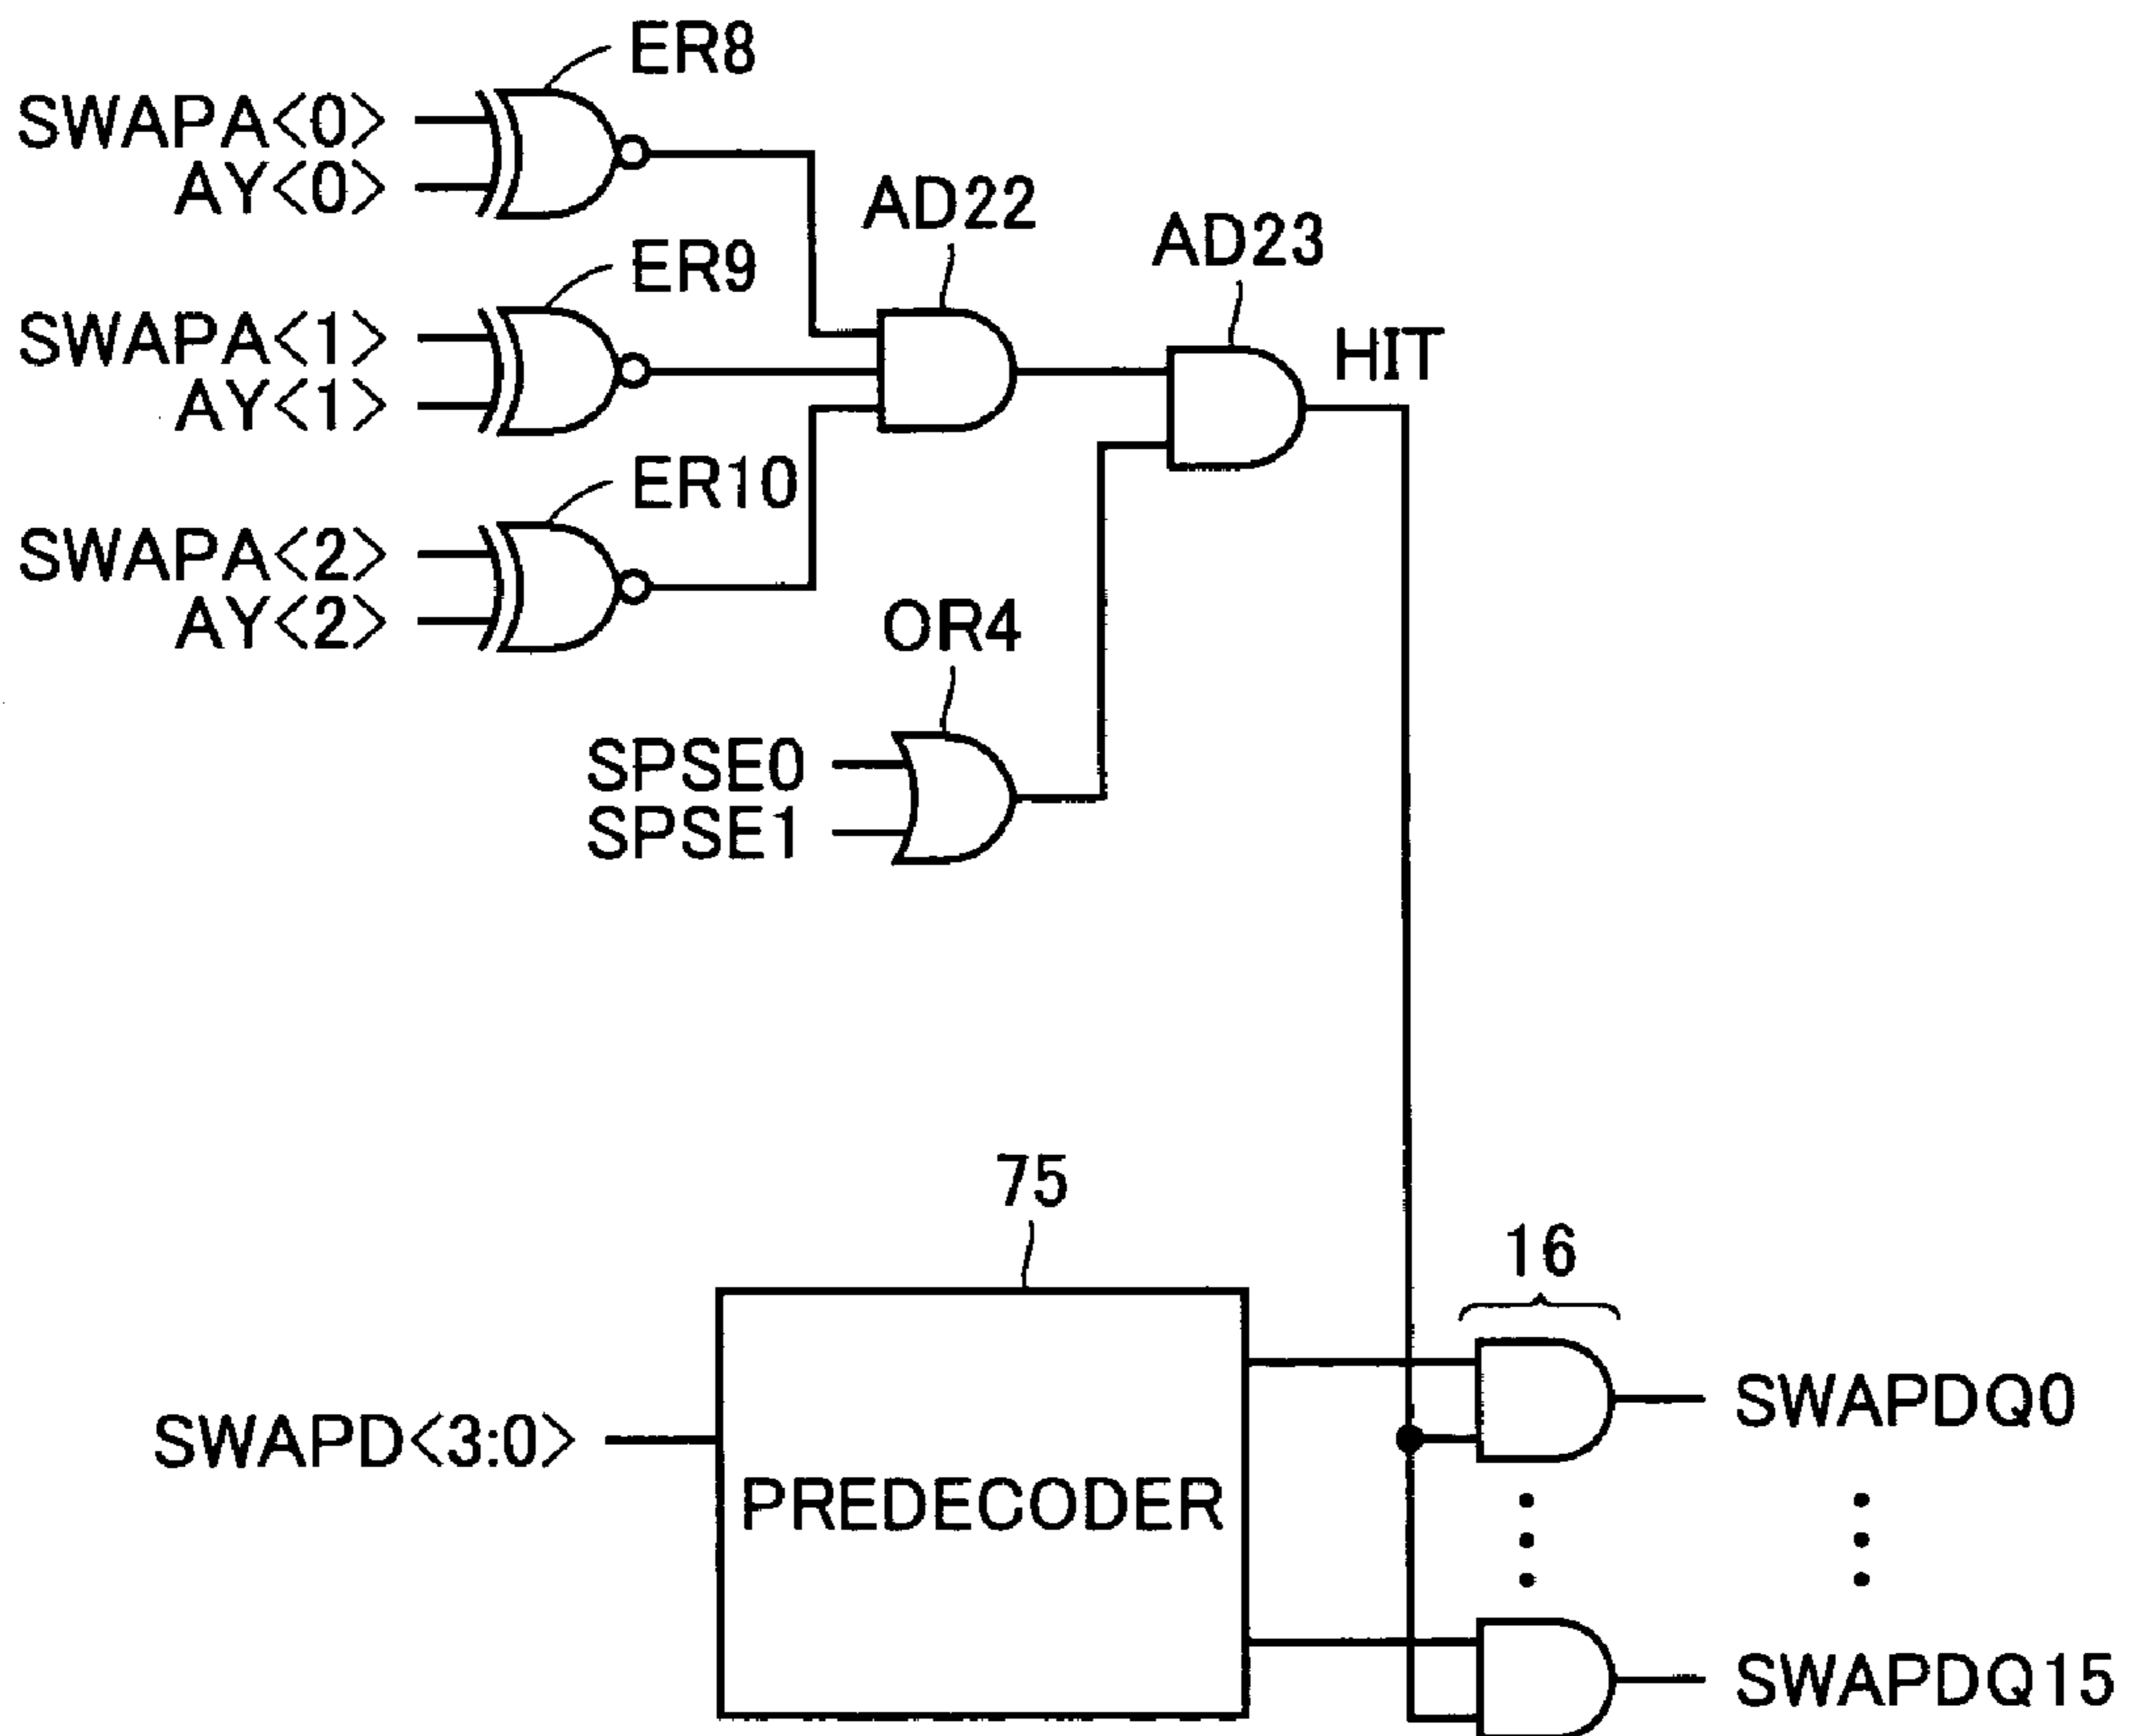 ER8
SWAPA<0>
AY<0>
AD22
AD23
ER9
SWAPA<1>
AY<1>
HIT
ER10
SWAPA<2>
AY<2>
OR4
SPSE0
SPSE1
75
16
SWAPD<3:0>
PREDECODER
SWAPDQ0
SWAPDQ15